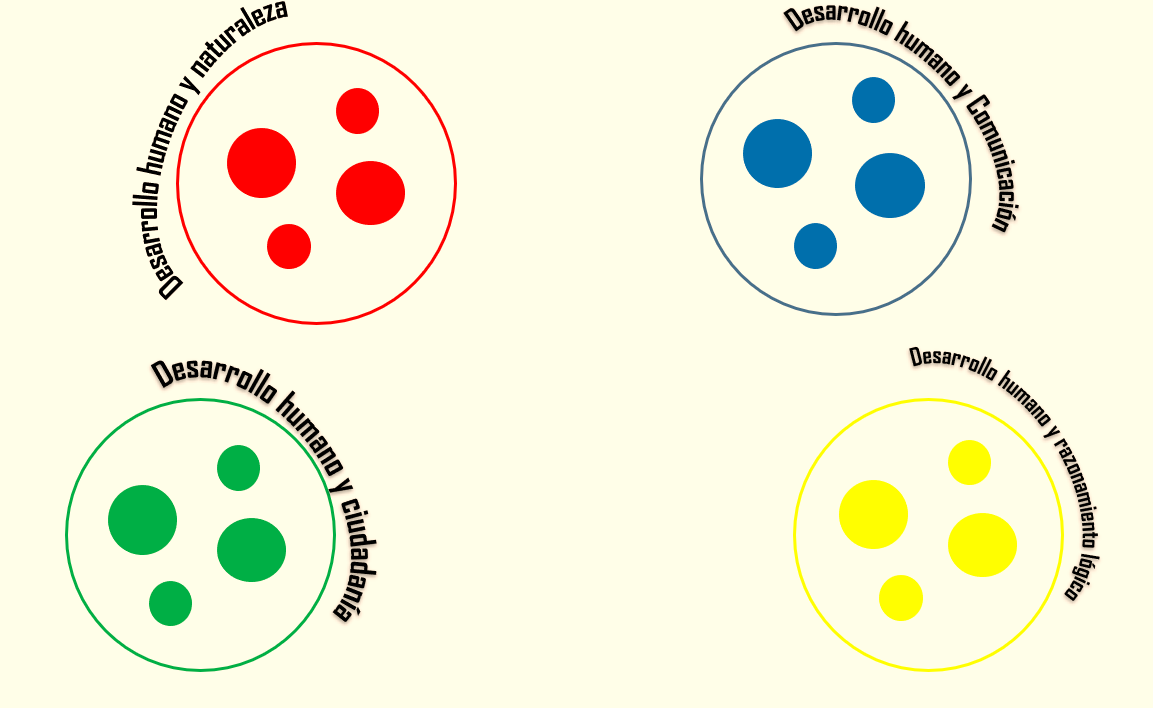 Desarrollo humano y naturaleza
Desarrollo humano y Comunicación
Desarrollo humano y ciudadanía
Desarrollo humano y razonamiento lógico